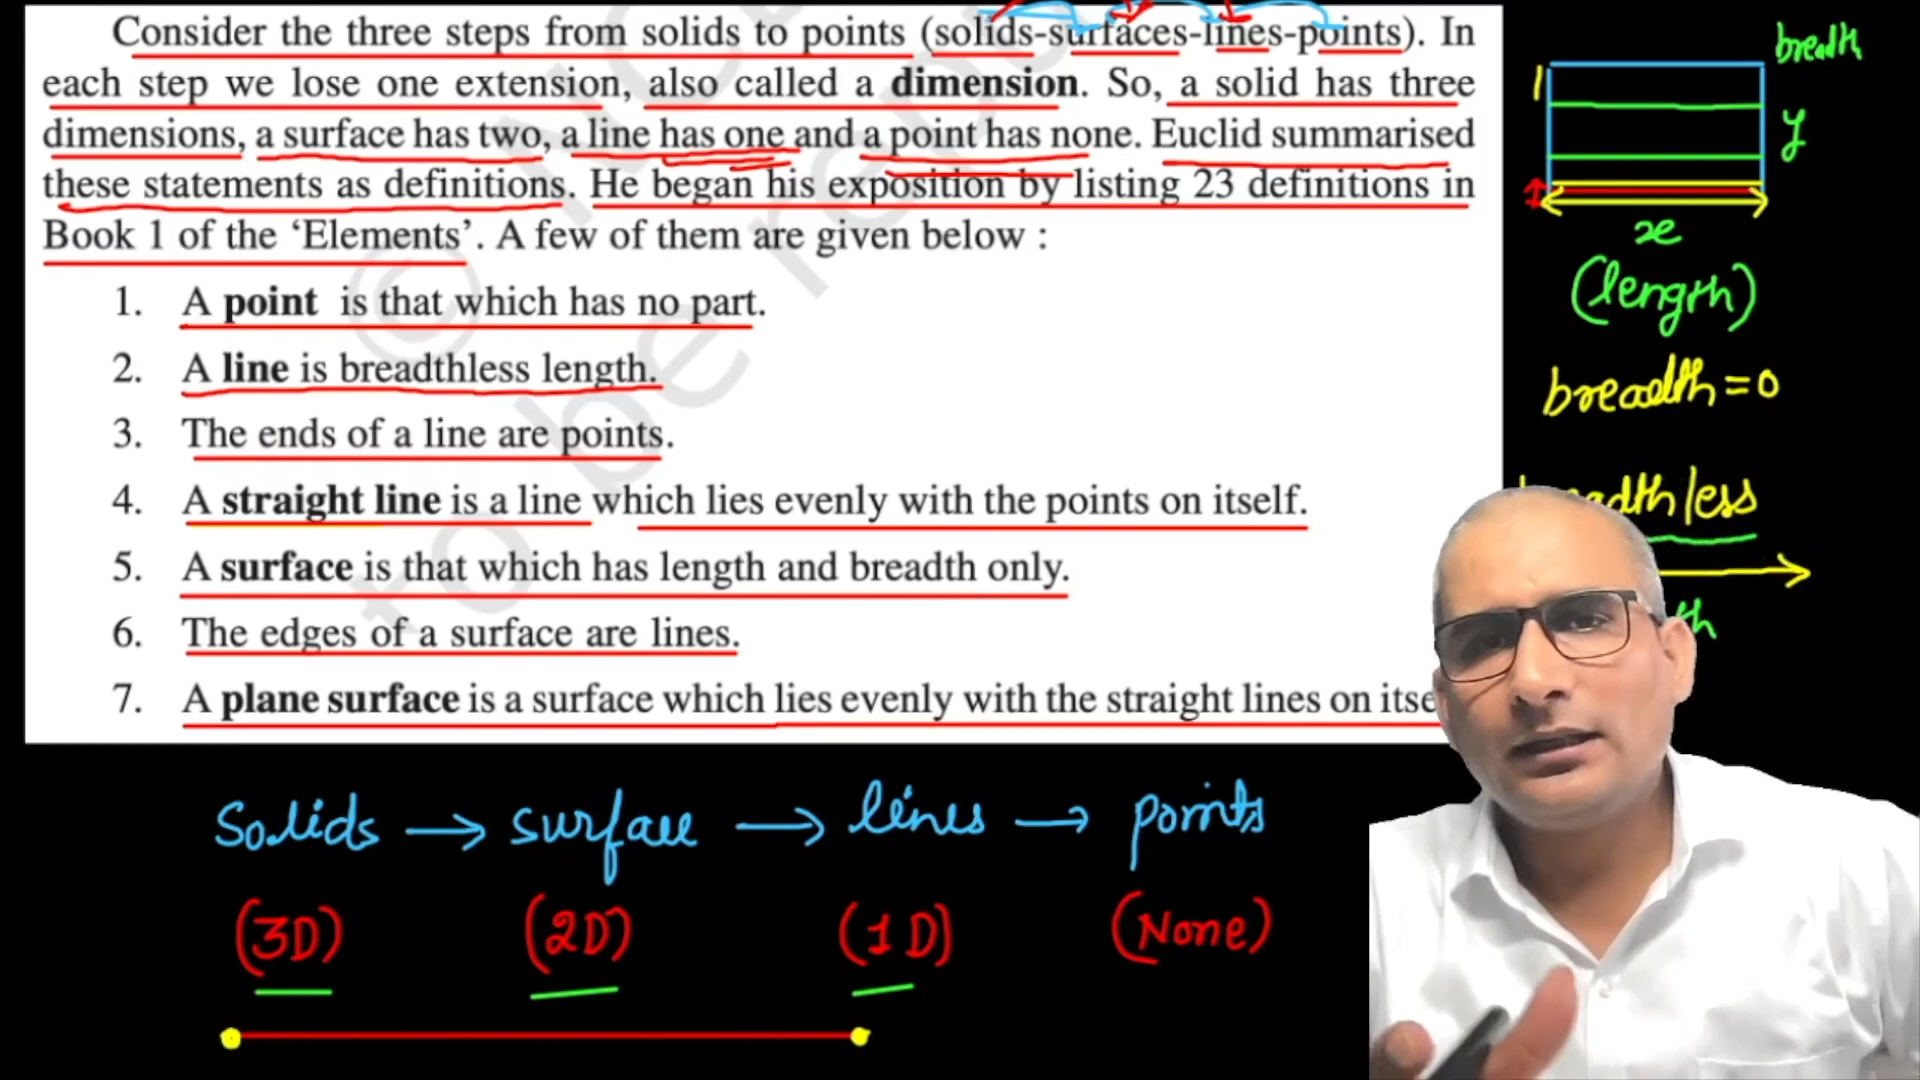 Consider the three steps from solids to points (solids-surfaces-lines-points). In
each step we lose one extension, also called a dimension. So, a solid has three
dimensions, a surface has two, a line has one and a point has none. Euclid summarised
these statements as definitions. He began his exposition by listing 23 definitions in
Book 1 of the ‘Elements’. A few of them are given below :
1. A point is that which has no part.
2. A line is breadthless length.
3. The ends of a line are points.
4. A straight line is a line which lies evenly with the points on itself.
5. A surface is that which has length and breadth only.
6. The edges of a surface are lines.
7. A plane surface is a surface which lies evenly with the straight lines on itse
breadth
y
x
(length)
breadth=0
Solids → surface → lines → points
(3D) (2D) (1D) (None)
to be rep